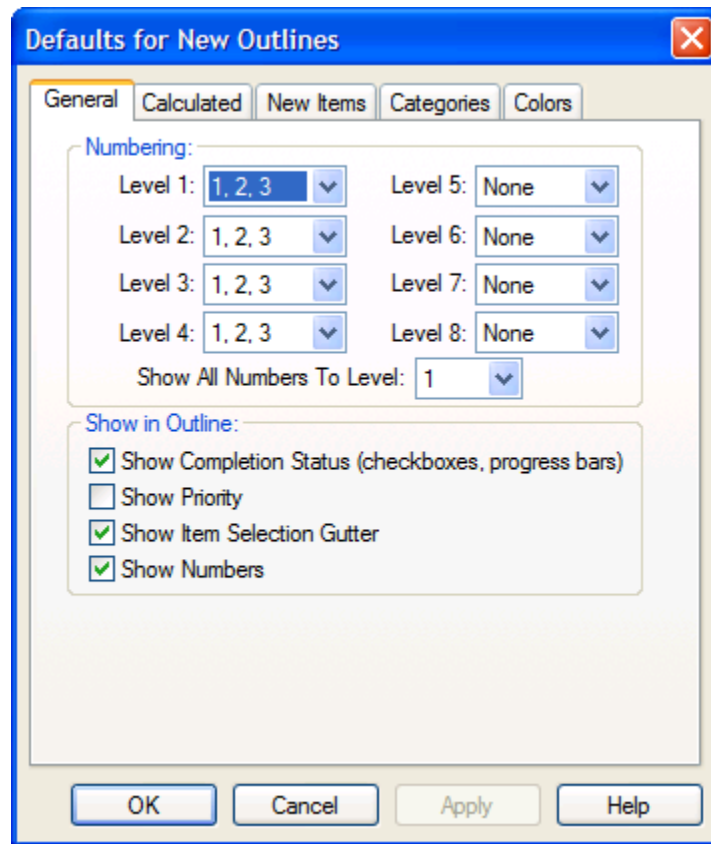 Defaults for New Outlines
General Calculated New Items Categories Colors
Numbering:
Level 1: 1, 2, 3 Level 5: None
Level 2: 1, 2, 3 Level 6: None
Level 3: 1, 2, 3 Level 7: None
Level 4: 1, 2, 3 Level 8: None
Show All Numbers To Level: 1
Show in Outline:
Show Completion Status (checkboxes, progress bars)
Show Priority
Show Item Selection Gutter
Show Numbers
OK Cancel Apply Help